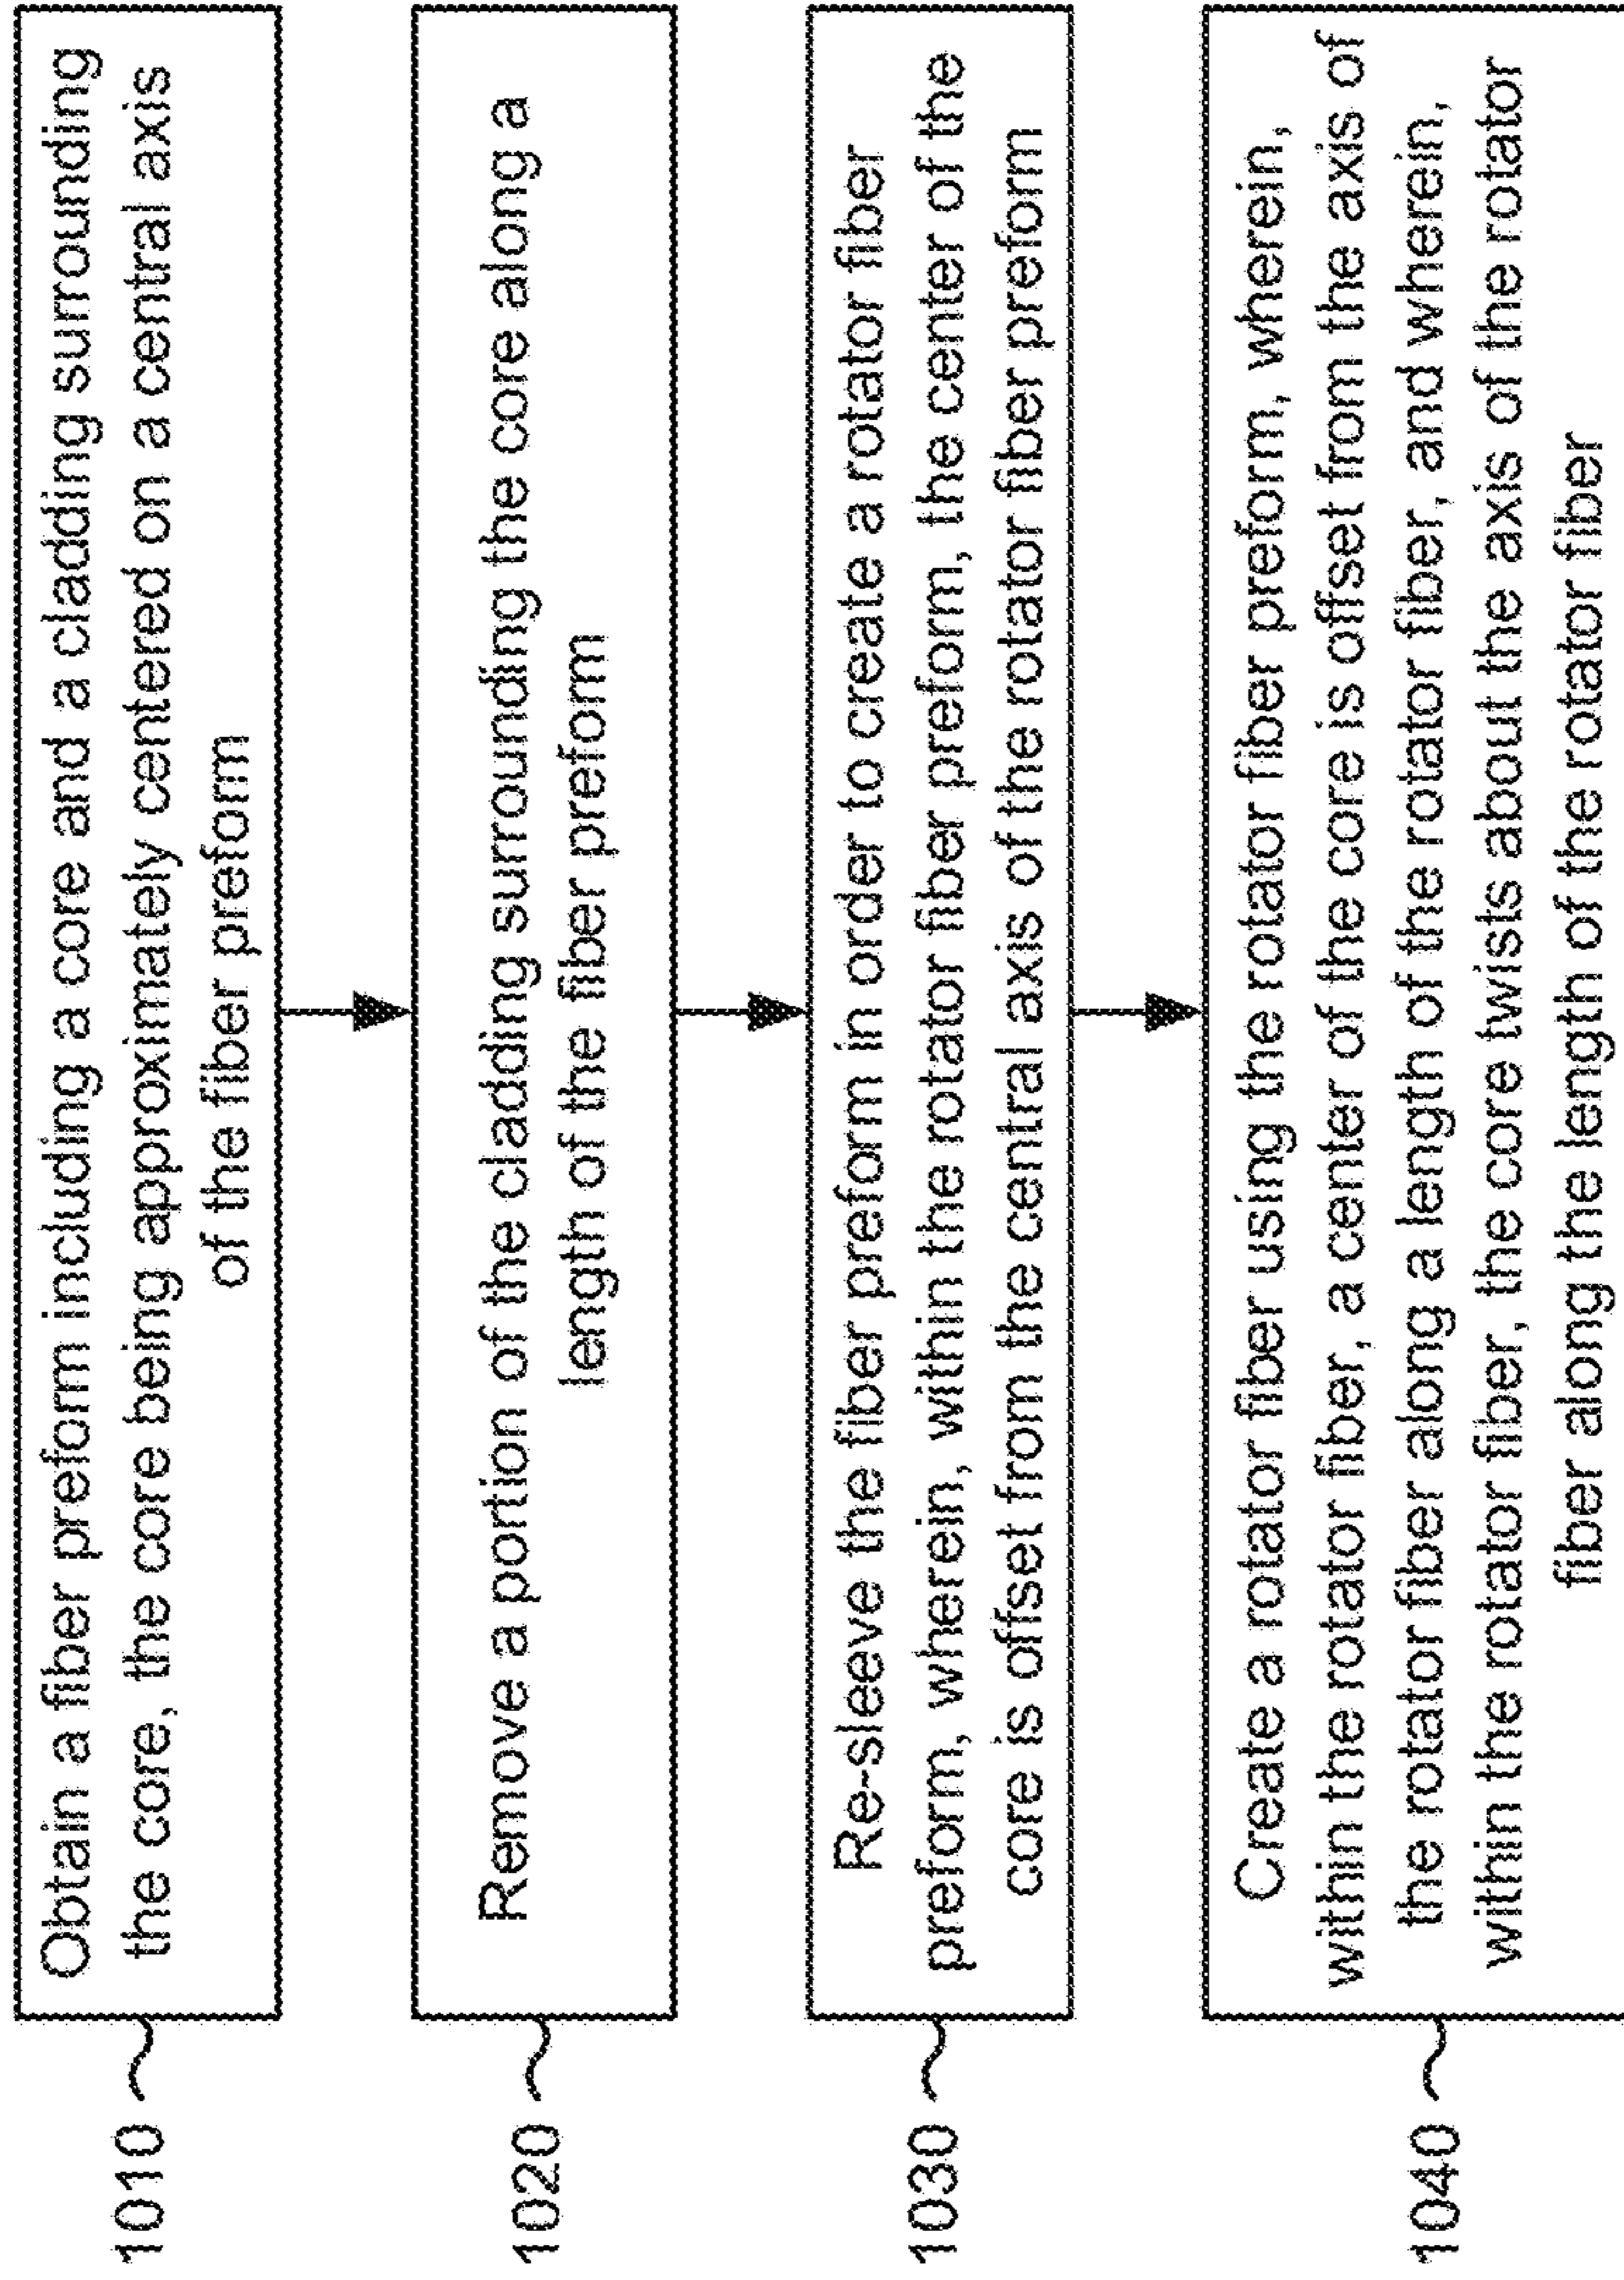 1010
Obtain a fiber preform including a core and a cladding surrounding
the core, the core being approximately centered on a central axis
of the fiber preform
1020
Remove a portion of the cladding surrounding the core along a
length of the fiber preform
1030
Re-sleeve the fiber preform in order to create a rotator fiber
preform, wherein, within the rotator fiber preform, the center of the
core is offset from the central axis of the rotator fiber preform
1040
Create a rotator fiber using the rotator fiber preform, wherein,
within the rotator fiber, a center of the core is offset from the axis of
the rotator fiber along a length of the rotator fiber, and wherein,
within the rotator fiber, the core twists about the axis of the rotator
fiber along the length of the rotator fiber